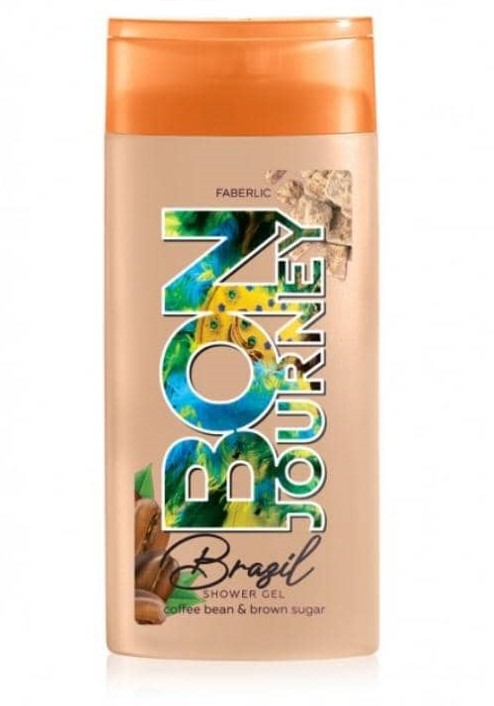 FABERLIC
BON
JOURNEY
Brazil
SHOWER GEL
coffee bean & brown sugar